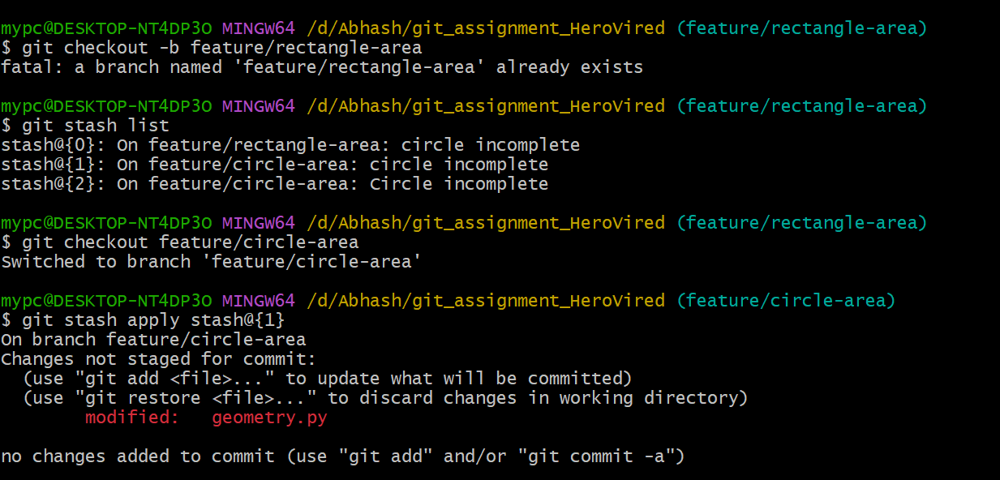 mypc@DESKTOP-NT4DP3O MINGW64 /d/Abhash/git_assignment_HeroVired (feature/rectangle-area)
$ git checkout -b feature/rectangle-area
fatal: a branch named 'feature/rectangle-area' already exists

mypc@DESKTOP-NT4DP3O MINGW64 /d/Abhash/git_assignment_HeroVired (feature/rectangle-area)
$ git stash list
stash@{0}: On feature/rectangle-area: circle incomplete
stash@{1}: On feature/circle-area: circle incomplete
stash@{2}: On feature/circle-area: Circle incomplete

mypc@DESKTOP-NT4DP3O MINGW64 /d/Abhash/git_assignment_HeroVired (feature/rectangle-area)
$ git checkout feature/circle-area
Switched to branch 'feature/circle-area'

mypc@DESKTOP-NT4DP3O MINGW64 /d/Abhash/git_assignment_HeroVired (feature/circle-area)
$ git stash apply stash@{1}
On branch feature/circle-area
Changes not staged for commit:
  (use "git add <file>..." to update what will be committed)
  (use "git restore <file>..." to discard changes in working directory)
        modified:   geometry.py

no changes added to commit (use "git add" and/or "git commit -a")